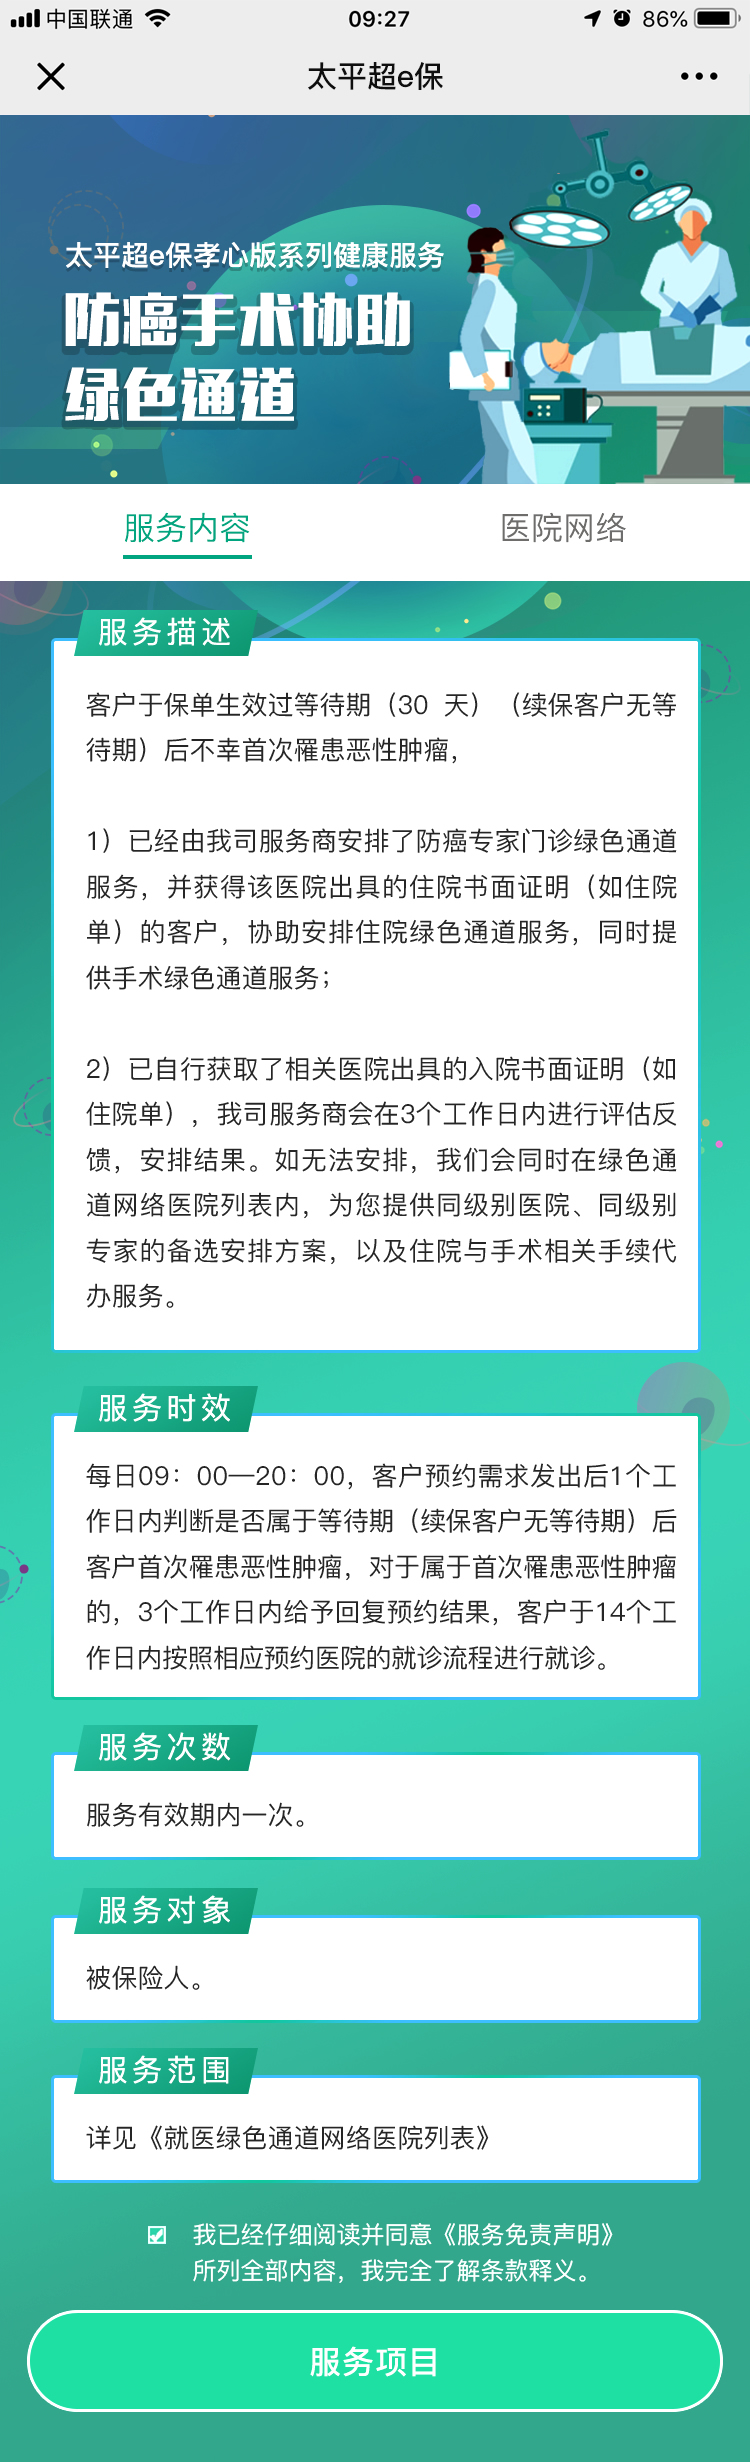 中国联通
09:27
86%
太平超e保
太平超e保孝心版系列健康服务
防癌手术协助
绿色通道
服务内容
医院网络
服务描述
客户于保单生效过等待期（30 天）（续保客户无等
待期）后不幸首次罹患恶性肿瘤，
1）已经由我司服务商安排了防癌专家门诊绿色通道
服务，并获得该医院出具的住院书面证明（如住院
单）的客户，协助安排住院绿色通道服务，同时提
供手术绿色通道服务；
2）已自行获取了相关医院出具的入院书面证明（如
住院单），我司服务商会在3个工作日内进行评估反
馈，安排结果。如无法安排，我们会同时在绿色通
道网络医院列表内，为您提供同级别医院、同级别
专家的备选安排方案，以及住院与手术相关手续代
办服务。
服务时效
每日09：00—20：00，客户预约需求发出后1个工
作日内判断是否属于等待期（续保客户无等待期）后
客户首次罹患恶性肿瘤，对于属于首次罹患恶性肿瘤
的，3个工作日内给予回复预约结果，客户于14个工
作日内按照相应预约医院的就诊流程进行就诊。
服务次数
服务有效期内一次。
服务对象
被保险人。
服务范围
详见《就医绿色通道网络医院列表》
我已经仔细阅读并同意《服务免责声明》
所列全部内容，我完全了解条款释义。
服务项目